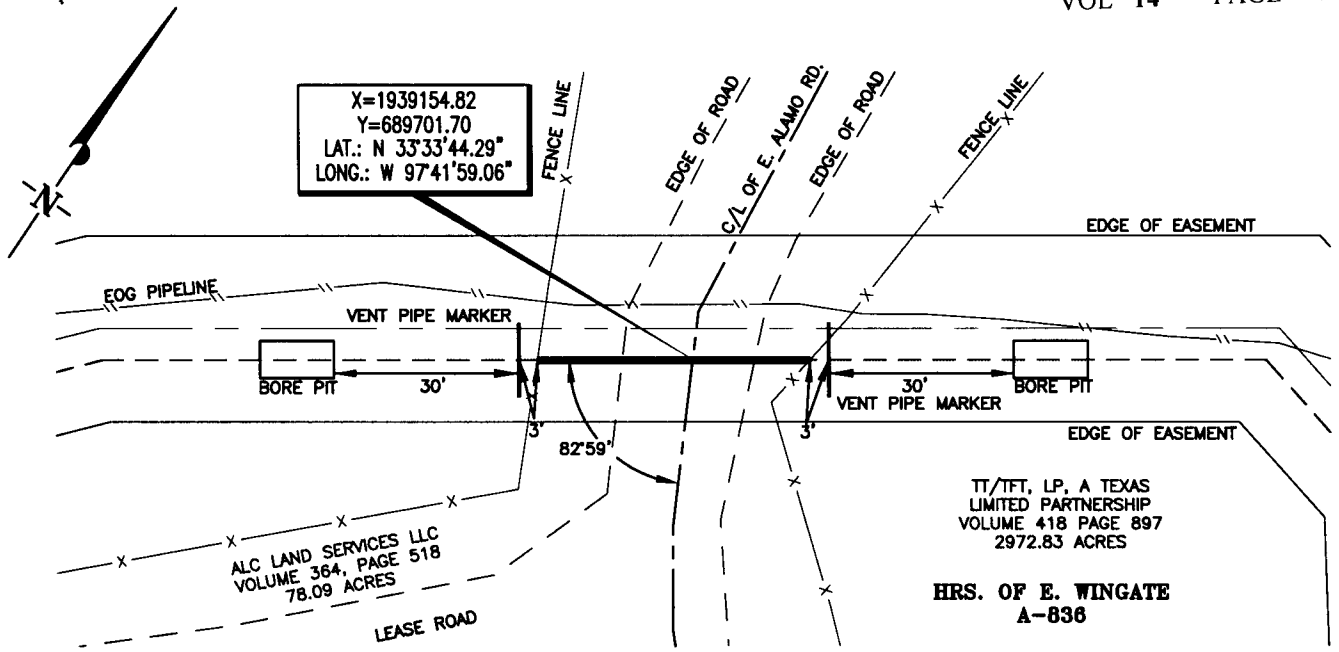 VOL 14 PAGE
X=1939154.82
Y=689701.70
LAT.: N 33°33'44.29"
LONG.: W 97°41'59.06"
FENCE LINE
EDGE OF ROAD
C/L OF E. ALAMO RD.
EDGE OF ROAD
FENCE LINE
N
EDGE OF EASEMENT
EOG PIPELINE
VENT PIPE MARKER
BORE PIT
30'
30'
BORE PIT
VENT PIPE MARKER
3'
3'
82°59'
EDGE OF EASEMENT
TT/TFT, LP, A TEXAS
LIMITED PARTNERSHIP
VOLUME 418 PAGE 897
2972.83 ACRES
ALC LAND SERVICES LLC
VOLUME 364, PAGE 518
78.09 ACRES
HRS. OF E. WINGATE
A-836
LEASE ROAD